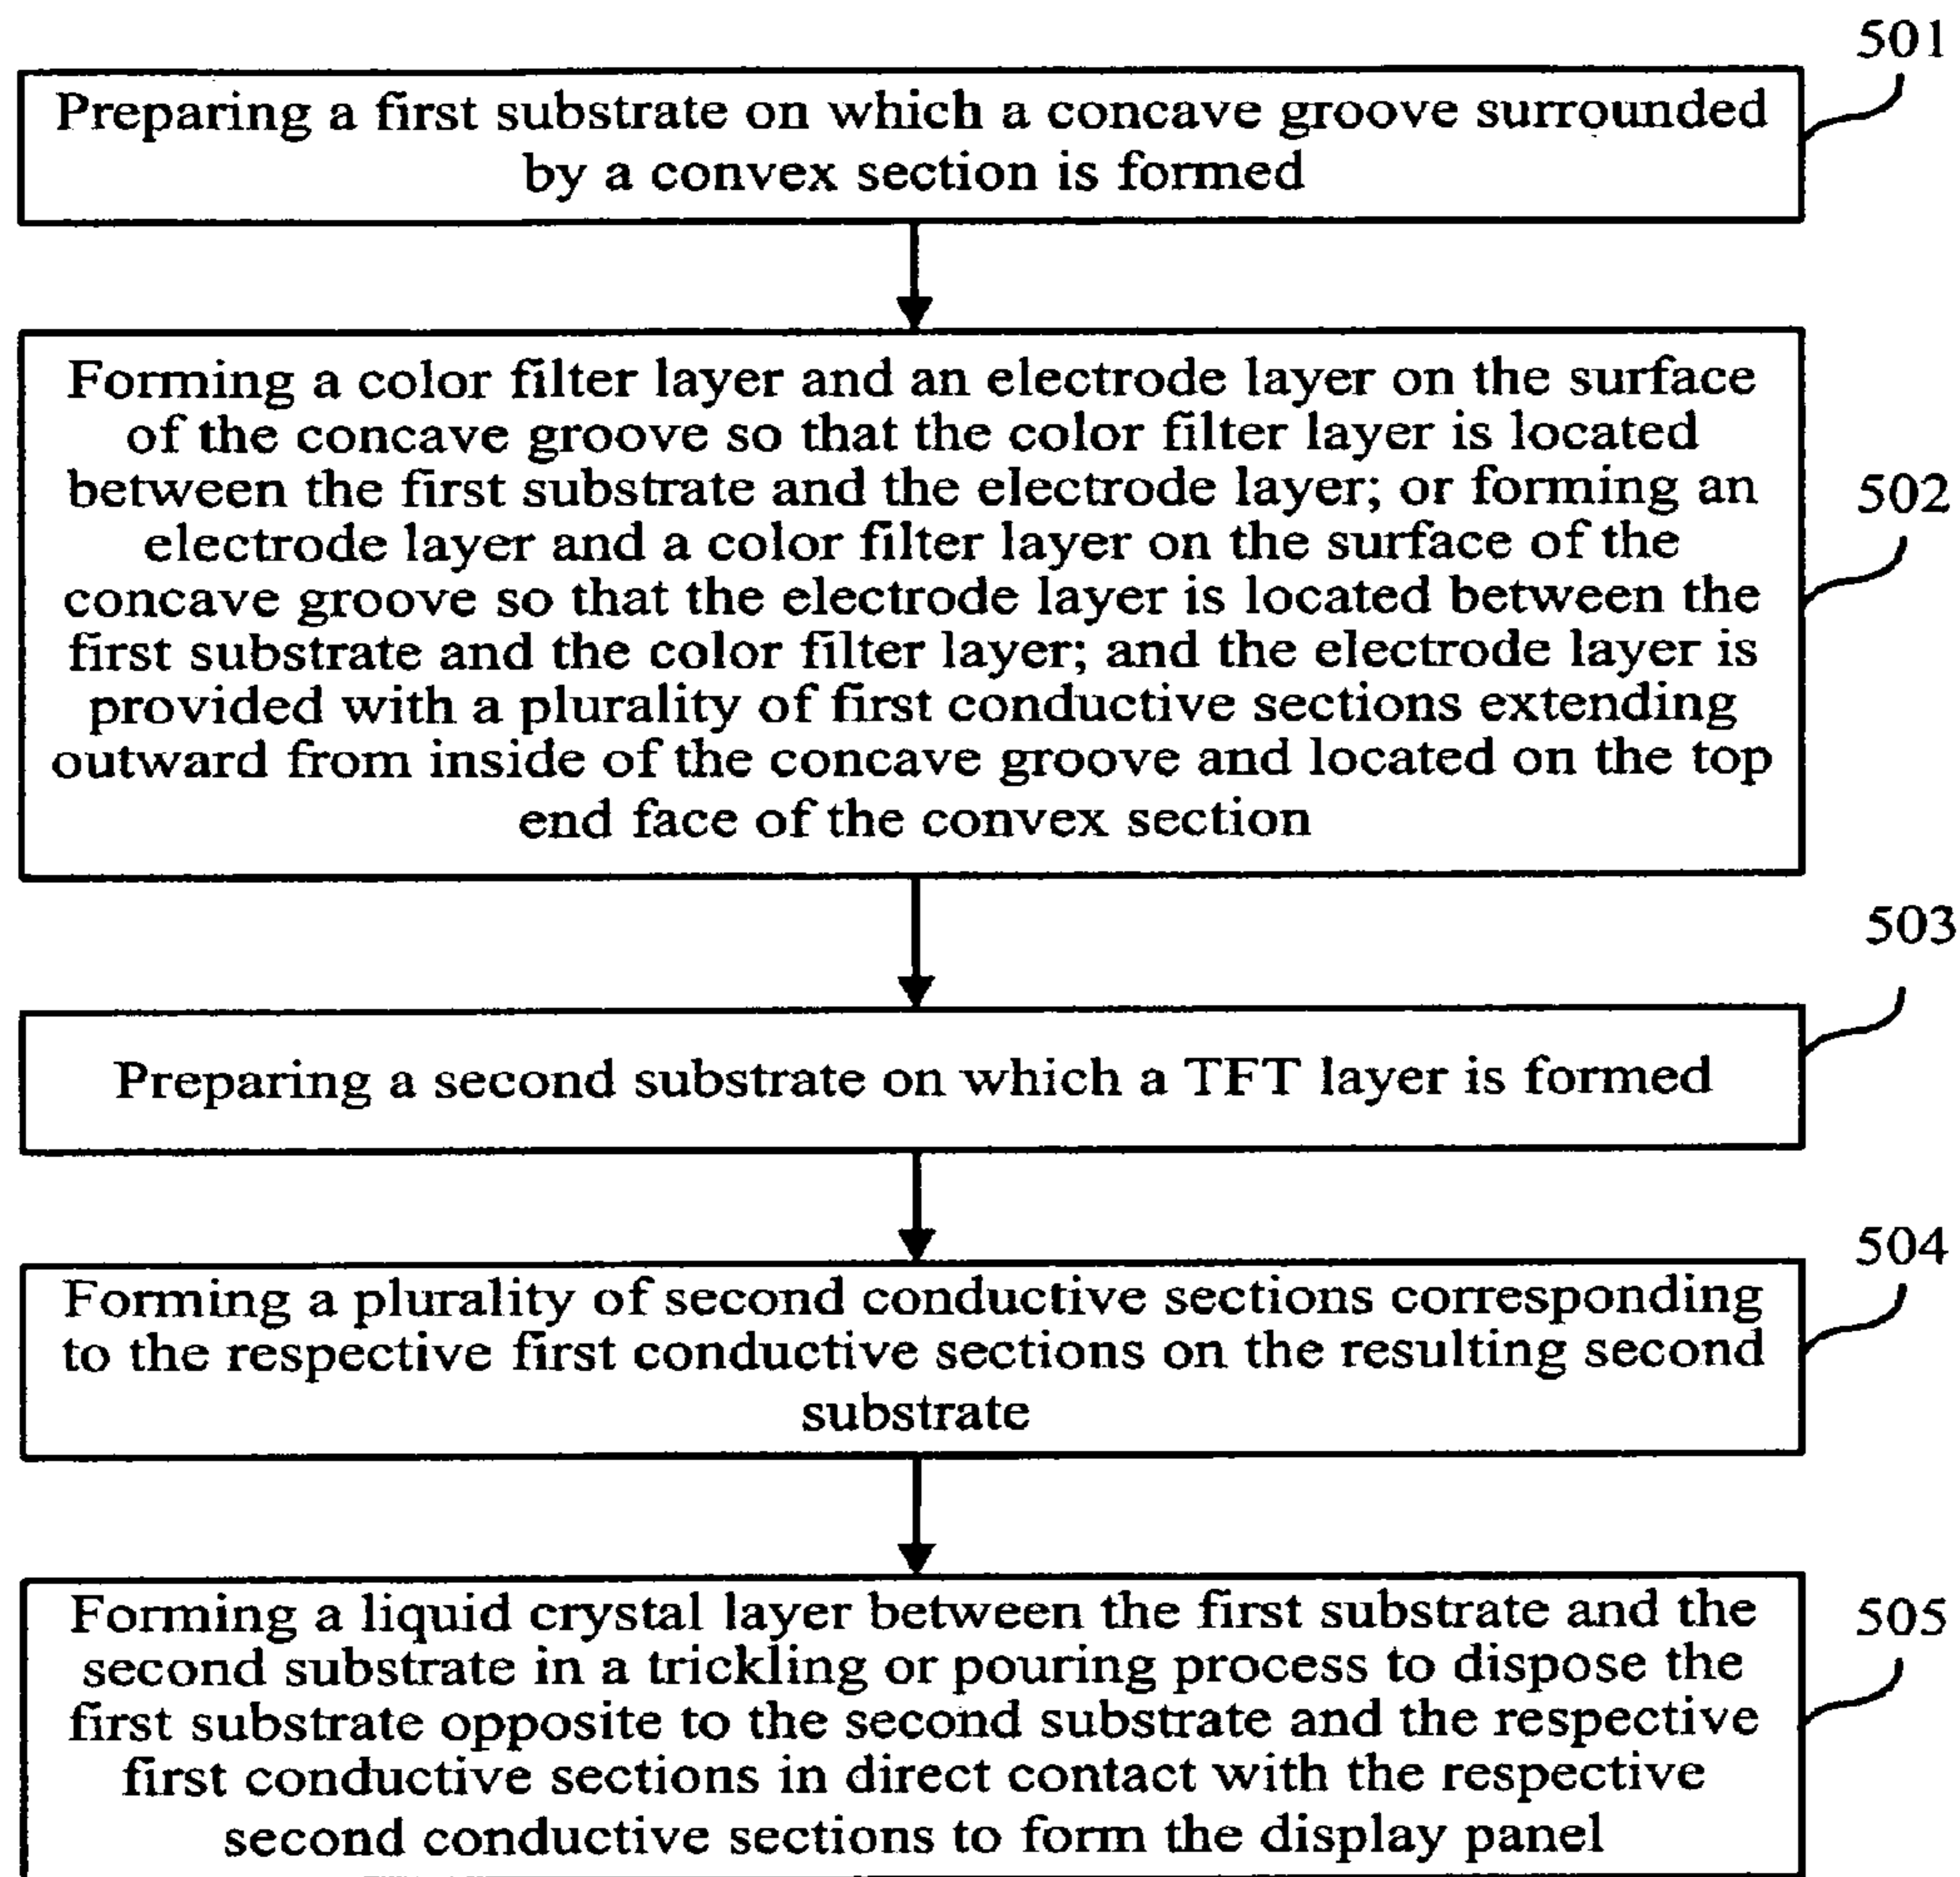 501
Preparing a first substrate on which a concave groove surrounded
by a convex section is formed
Forming a color filter layer and an electrode layer on the surface
of the concave groove so that the color filter layer is located
between the first substrate and the electrode layer; or forming an
electrode layer and a color filter layer on the surface of the
concave groove so that the electrode layer is located between the
first substrate and the color filter layer; and the electrode layer is
provided with a plurality of first conductive sections extending
outward from inside of the concave groove and located on the top
end face of the convex section
502
503
Preparing a second substrate on which a TFT layer is formed
504
Forming a plurality of second conductive sections corresponding
to the respective first conductive sections on the resulting second
substrate
Forming a liquid crystal layer between the first substrate and the
second substrate in a trickling or pouring process to dispose the
first substrate opposite to the second substrate and the respective
first conductive sections in direct contact with the respective
second conductive sections to form the display panel
505